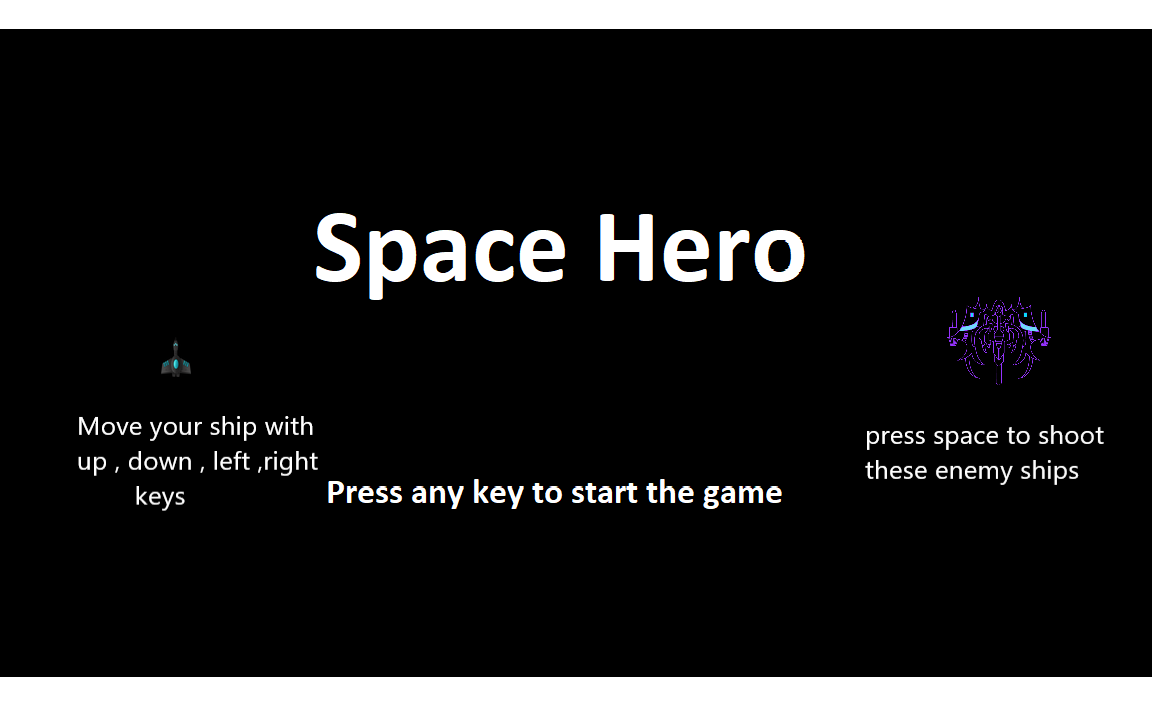 Space Hero
Move your ship with
up , down , left ,right
keys
Press any key to start the game
press space to shoot
these enemy ships